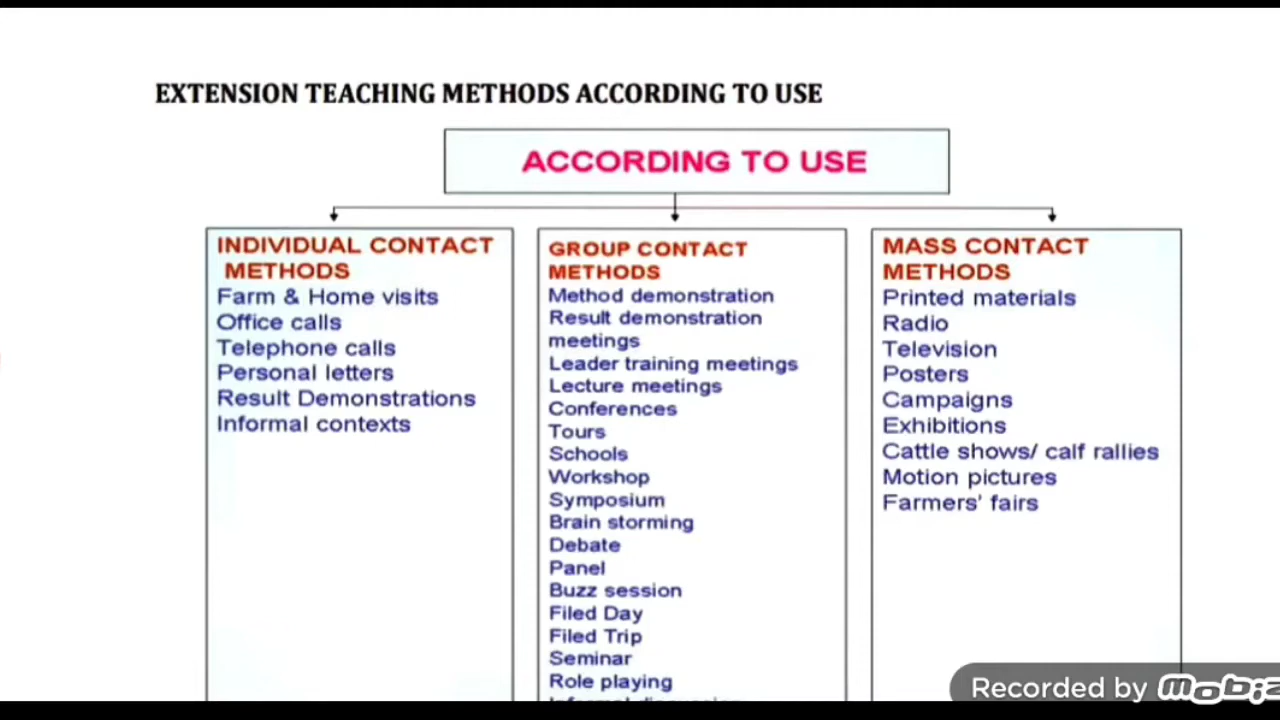 EXTENSION TEACHING METHODS ACCORDING TO USE
ACCORDING TO USE
INDIVIDUAL CONTACT
METHODS
Farm & Home visits
Office calls
Telephone calls
Personal letters
Result Demonstrations
Informal contexts
GROUP CONTACT
METHODS
Method demonstration
Result demonstration
meetings
Leader training meetings
Lecture meetings
Conferences
Tours
Schools
Workshop
Symposium
Brain storming
Debate
Panel
Buzz session
Filed Day
Filed Trip
Seminar
Role playing
MASS CONTACT
METHODS
Printed materials
Radio
Television
Posters
Campaigns
Exhibitions
Cattle shows/ calf rallies
Motion pictures
Farmers' fairs
Recorded by